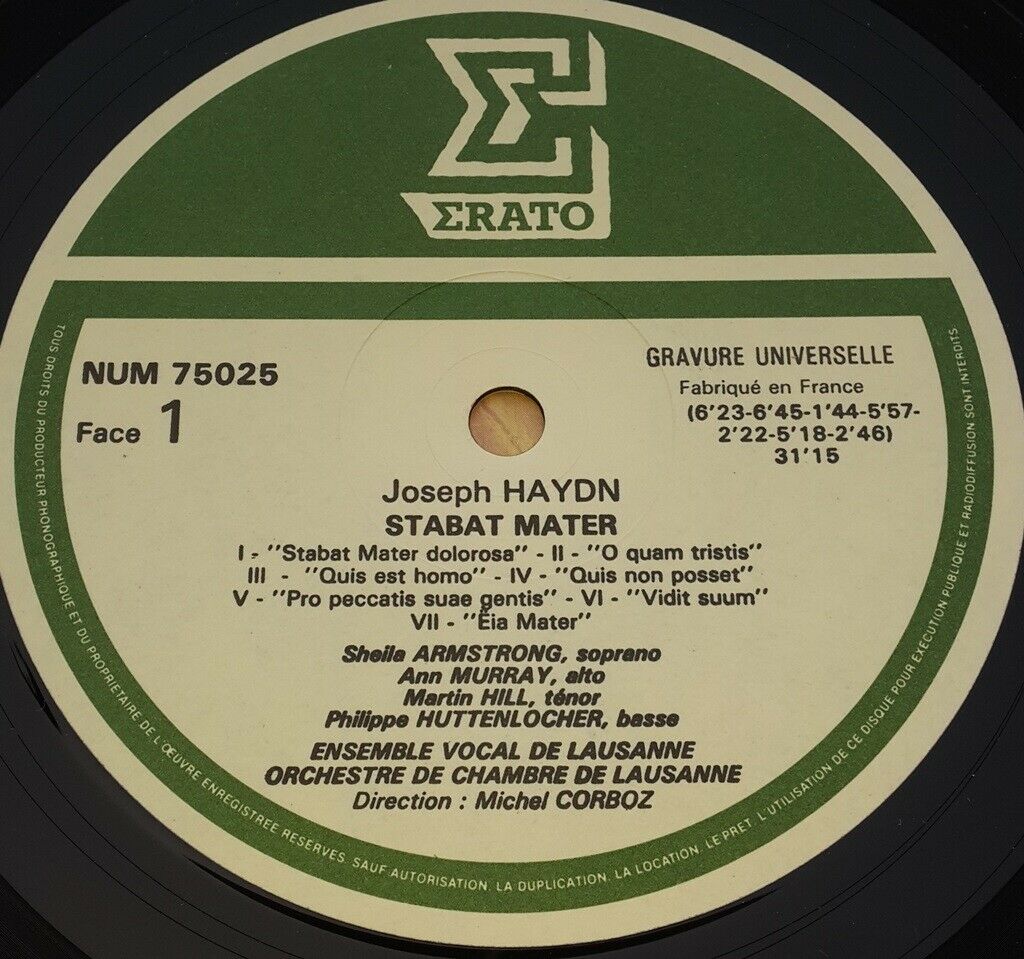 ΣRATO
NUM 75025
Face 1
GRAVURE UNIVERSELLE
Fabriqué en France
(6'23-6'45-1'44-5'57-
2'22-5'18-2'46)
31'15
Joseph HAYDN
STABAT MATER
I - "Stabat Mater dolorosa" - II - "O quam tristis"
III - "Quis est homo" - IV - "Quis non posset"
V - "Pro peccatis suae gentis" - VI - "Vidit suum"
VII - "Ëia Mater"
Sheila ARMSTRONG, soprano
Ann MURRAY, alto
Martin HILL, ténor
Philippe HUTTENLOCHER, basse
ENSEMBLE VOCAL DE LAUSANNE
ORCHESTRE DE CHAMBRE DE LAUSANNE
Direction : Michel CORBOZ
TOUS DROITS DU PRODUCTEUR PHONOGRAPHIQUE ET DU PROPRIETAIRE DE L'ŒUVRE ENREGISTREE RESERVES. SAUF AUTORISATION, LA DUPLICATION, LA LOCATION, LE PRET, L'UTILISATION DE CE DISQUE POUR EXECUTION PUBLIQUE ET RADIODIFFUSION SONT INTERDITS